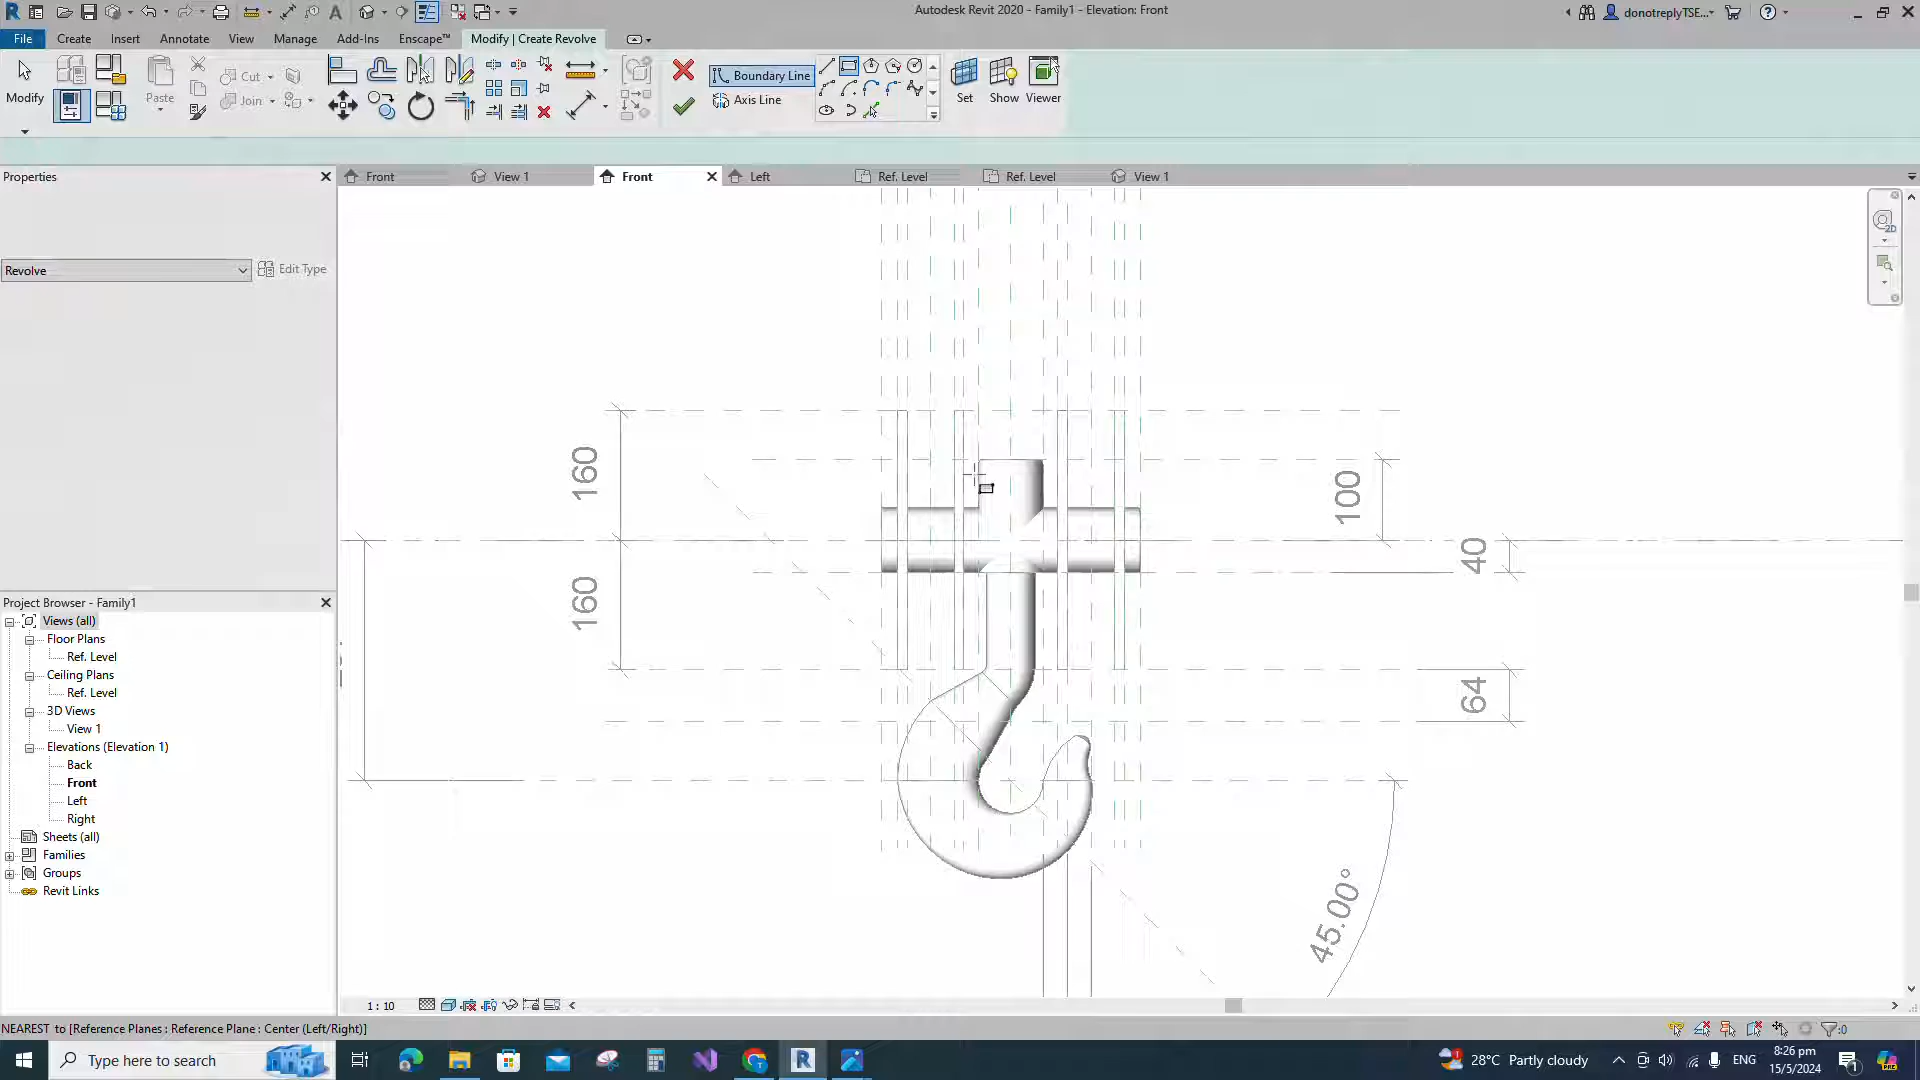 Autodesk Revit 2020 - Family1 - Elevation: Front
donotreplyTSE...
File Create Insert Annotate View Manage Add-Ins Enscape™ Modify | Create Revolve
Modify
Paste
Cut
Join
Boundary Line
Axis Line
Set Show Viewer
Properties
Front View 1 Front Left Ref. Level Ref. Level View 1
Revolve
Edit Type
2D
160
160
100
40
64
45.00°
Project Browser - Family1
Views (all)
Floor Plans
Ref. Level
Ceiling Plans
Ref. Level
3D Views
View 1
Elevations (Elevation 1)
Back
Front
Left
Right
Sheets (all)
Families
Groups
Revit Links
1 : 10
NEAREST to [Reference Planes : Reference Plane : Center (Left/Right)]
:0
Type here to search
28°C Partly cloudy
ENG
8:26 pm
15/5/2024
1
PRE